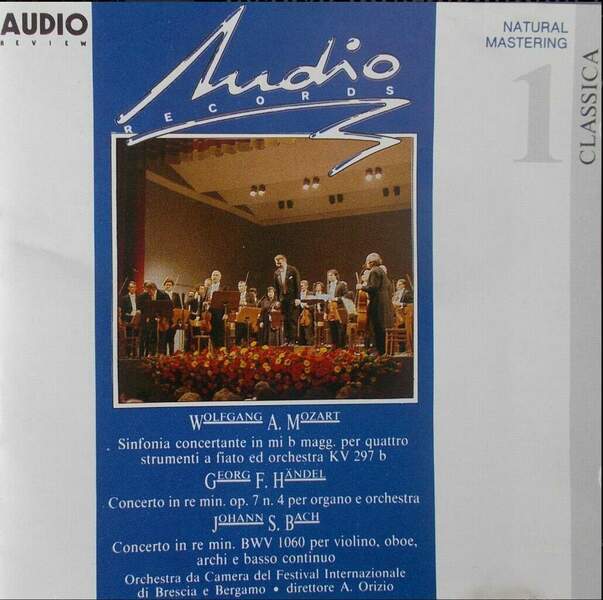 AUDIO
REVIEW
Audio
RECORDS
NATURAL
MASTERING
1
CLASSICA
WOLFGANG A. MOZART
Sinfonia concertante in mi b magg. per quattro
strumenti a fiato ed orchestra KV 297 b
GEORG F. HÄNDEL
Concerto in re min. op. 7 n. 4 per organo e orchestra
JOHANN S. BACH
Concerto in re min. BWV 1060 per violino, oboe,
archi e basso continuo
Orchestra da Camera del Festival Internazionale
di Brescia e Bergamo • direttore A. Orizio